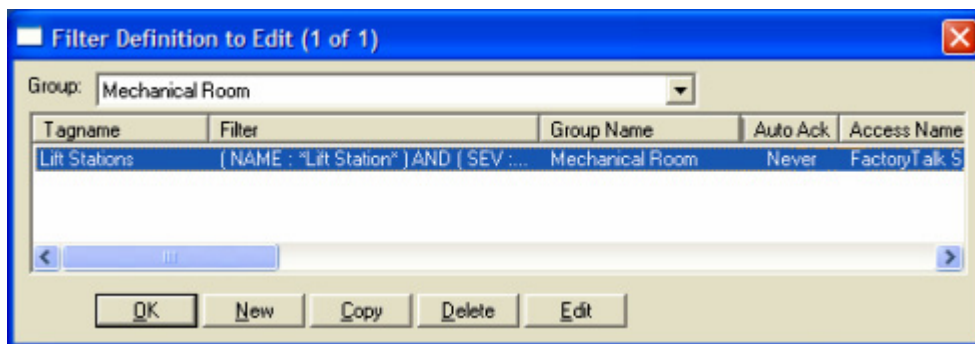 Filter Definition to Edit (1 of 1)
Group: Mechanical Room
Tagname Filter Group Name Auto Ack Access Name
Lift Stations ( NAME : "Lift Station" ) AND ( SEV :... Mechanical Room Never FactoryTalk S
OK New Copy Delete Edit